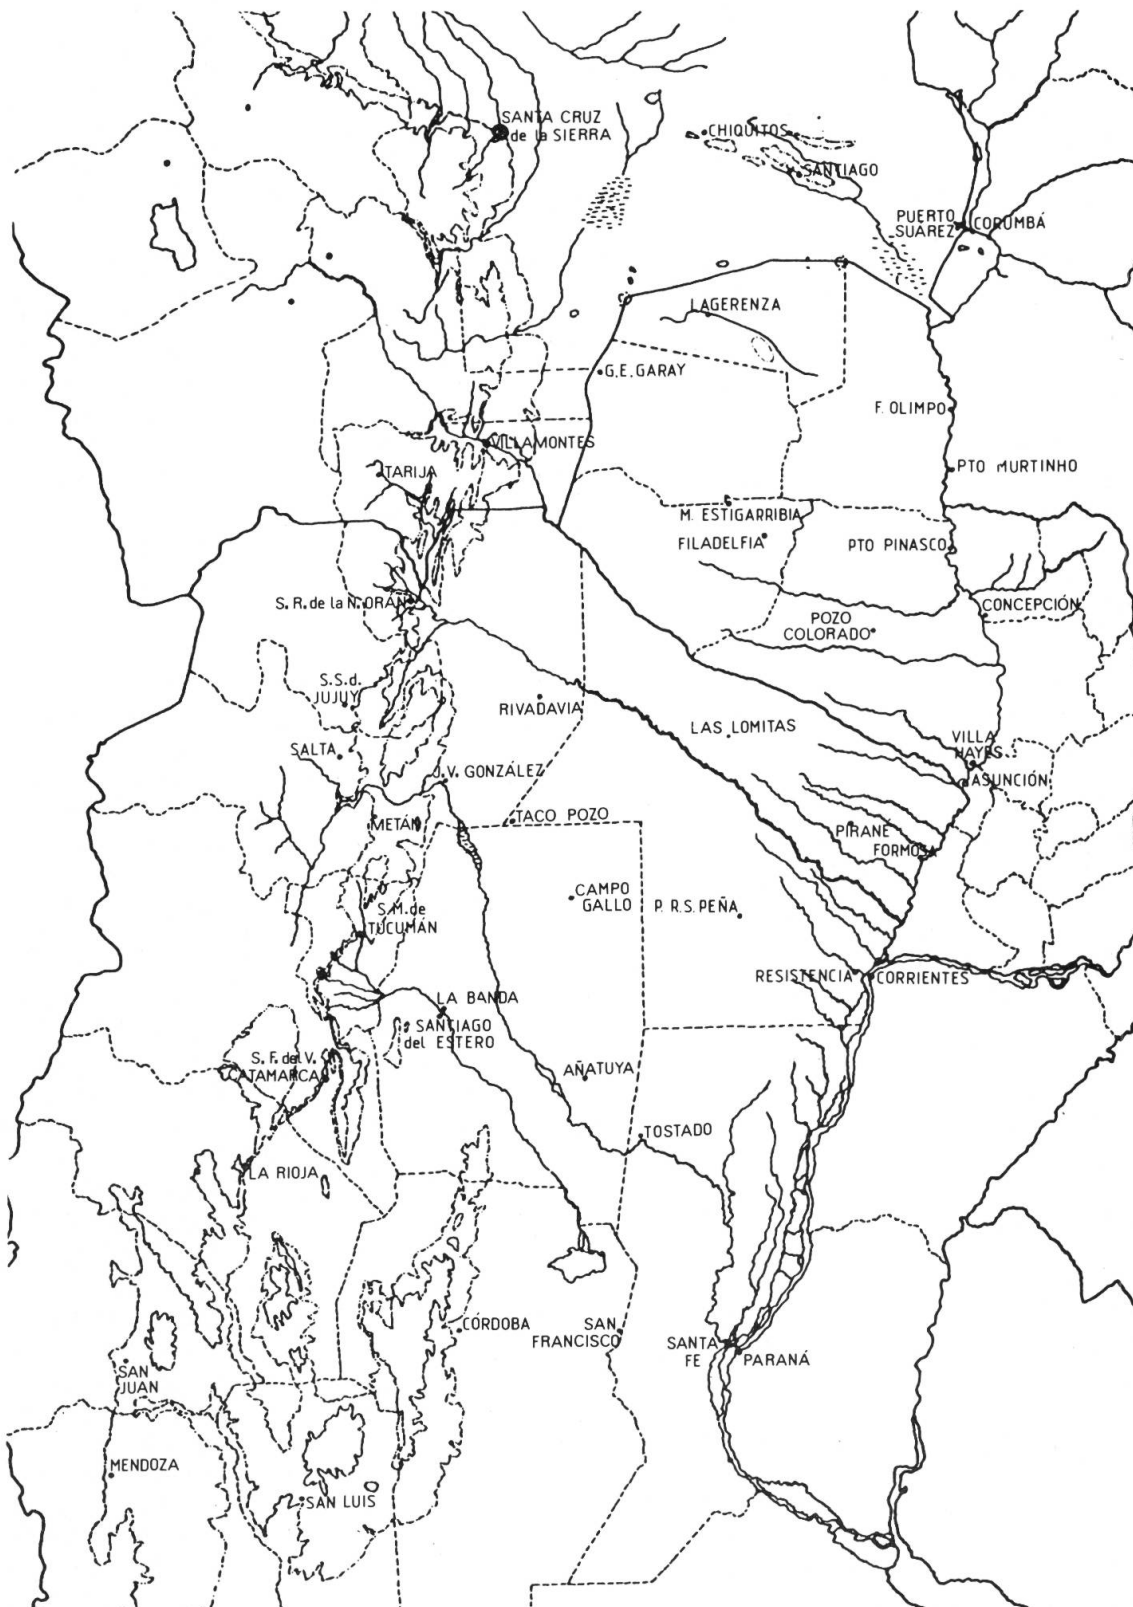 SANTA CRUZ
de la SIERRA
CHIQUITOS
SANTIAGO
PUERTO
SUÁREZ
CORUMBÁ
LAGERENZA
G.E. GARAY
F. OLIMPO
VILLAMONTES
TARIJA
PTO MURTINHO
M. ESTIGARRIBIA
FILADELFIA
PTO PINASCO
S. R. de la N. ORÁN
CONCEPCIÓN
POZO
COLORADO
S.S.d.
JUJUY
RIVADAVIA
LAS LOMITAS
SALTA
VILLA
HAYES
J.V. GONZÁLEZ
ASUNCIÓN
METÁN
TACO POZO
PIRANÉ
FORMOSA
CAMPO
GALLO
P. R.S. PEÑA
S.M. de
TUCUMÁN
RESISTENCIA
CORRIENTES
LA BANDA
SANTIAGO
del ESTERO
S. F. del V.
CATAMARCA
AÑATUYA
TOSTADO
LA RIOJA
CÓRDOBA
SAN
FRANCISCO
SANTA
FE
PARANÁ
SAN
JUAN
MENDOZA
SAN LUIS